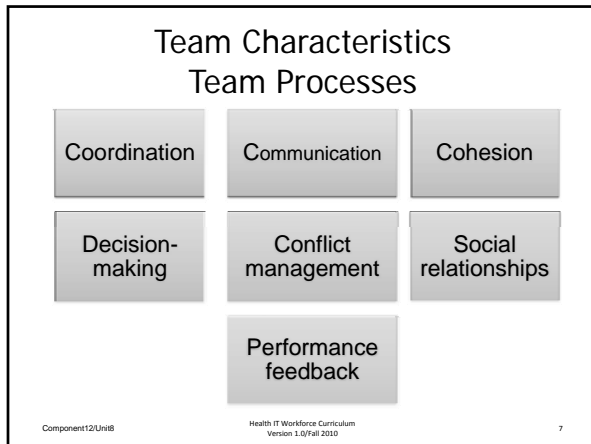 Team Characteristics
Team Processes
Coordination
Communication
Cohesion
Decision-
making
Conflict
management
Social
relationships
Performance
feedback
Component12/Unit8
Health IT Workforce Curriculum
Version 1.0/Fall 2010
7